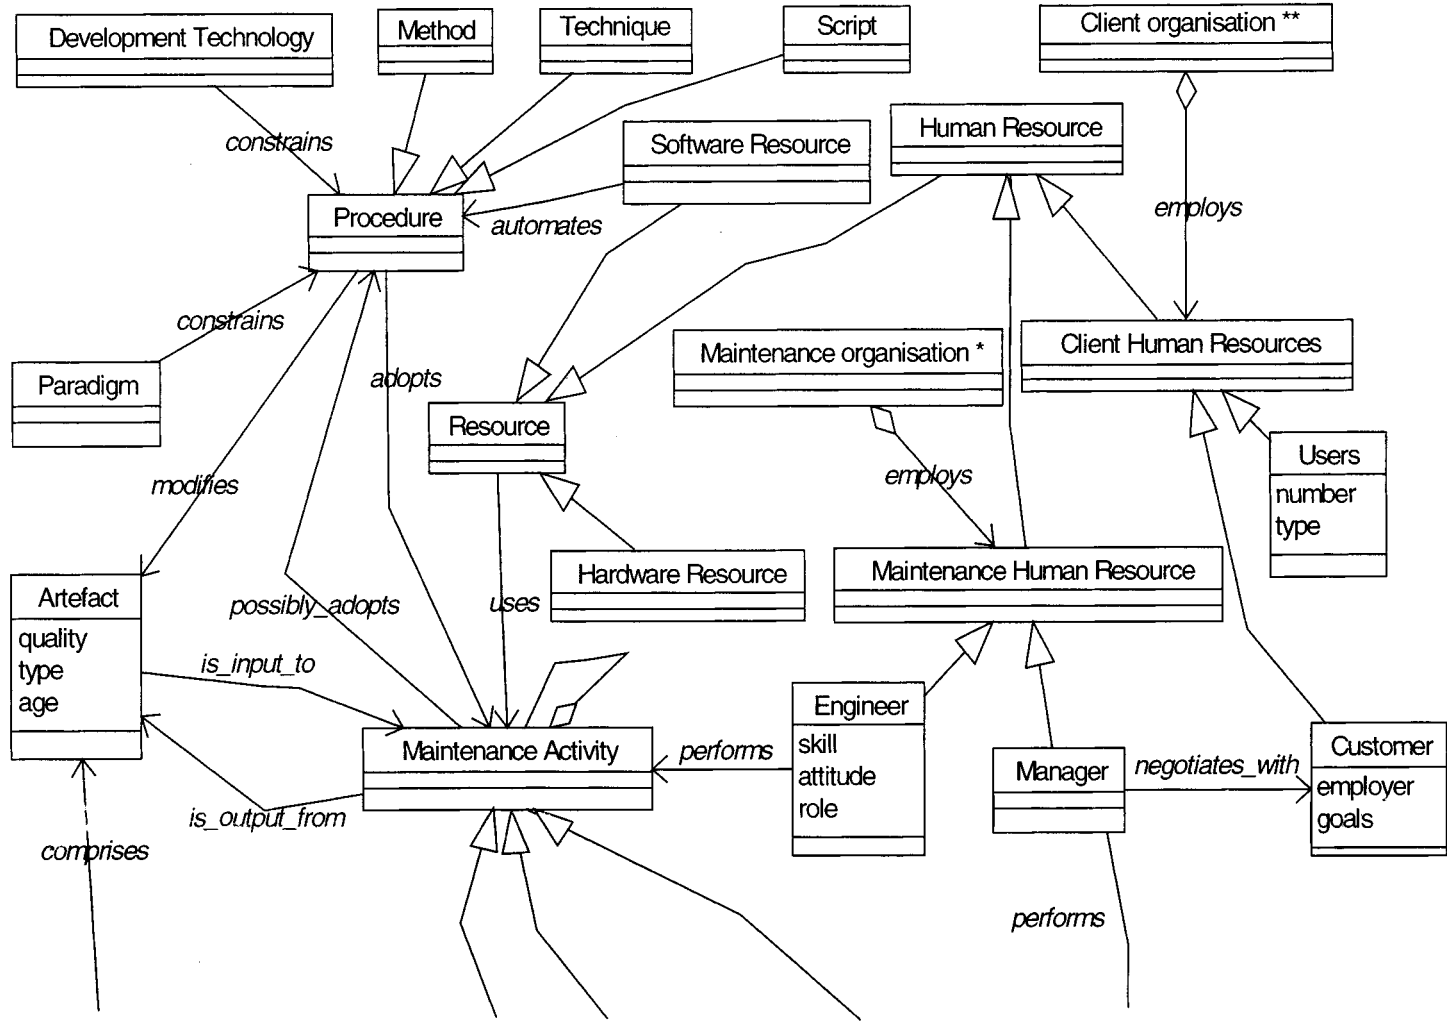 Development Technology
Method
Technique
Script
Client organisation **
constrains
Software Resource
Human Resource
Procedure
automates
employs
constrains
Paradigm
adopts
Maintenance organisation *
Client Human Resources
Resource
modifies
employs
Users
number
type
Artefact
quality
type
age
possibly_adopts
uses
Hardware Resource
Maintenance Human Resource
is_input_to
Maintenance Activity
performs
Engineer
skill
attitude
role
Manager
negotiates_with
Customer
employer
goals
is_output_from
comprises
performs